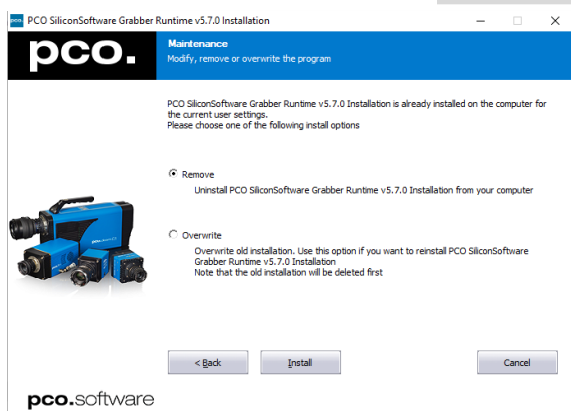 pco. PCO SiliconSoftware Grabber Runtime v5.7.0 Installation
pco.
Maintenance
Modify, remove or overwrite the program
PCO SiliconSoftware Grabber Runtime v5.7.0 Installation is already installed on the computer for
the current user settings.
Please choose one of the following install options
Remove
Uninstall PCO SiliconSoftware Grabber Runtime v5.7.0 Installation from your computer
Overwrite
Overwrite old installation. Use this option if you want to reinstall PCO SiliconSoftware
Grabber Runtime v5.7.0 Installation
Note that the old installation will be deleted first
< Back
Install
Cancel
pco.software